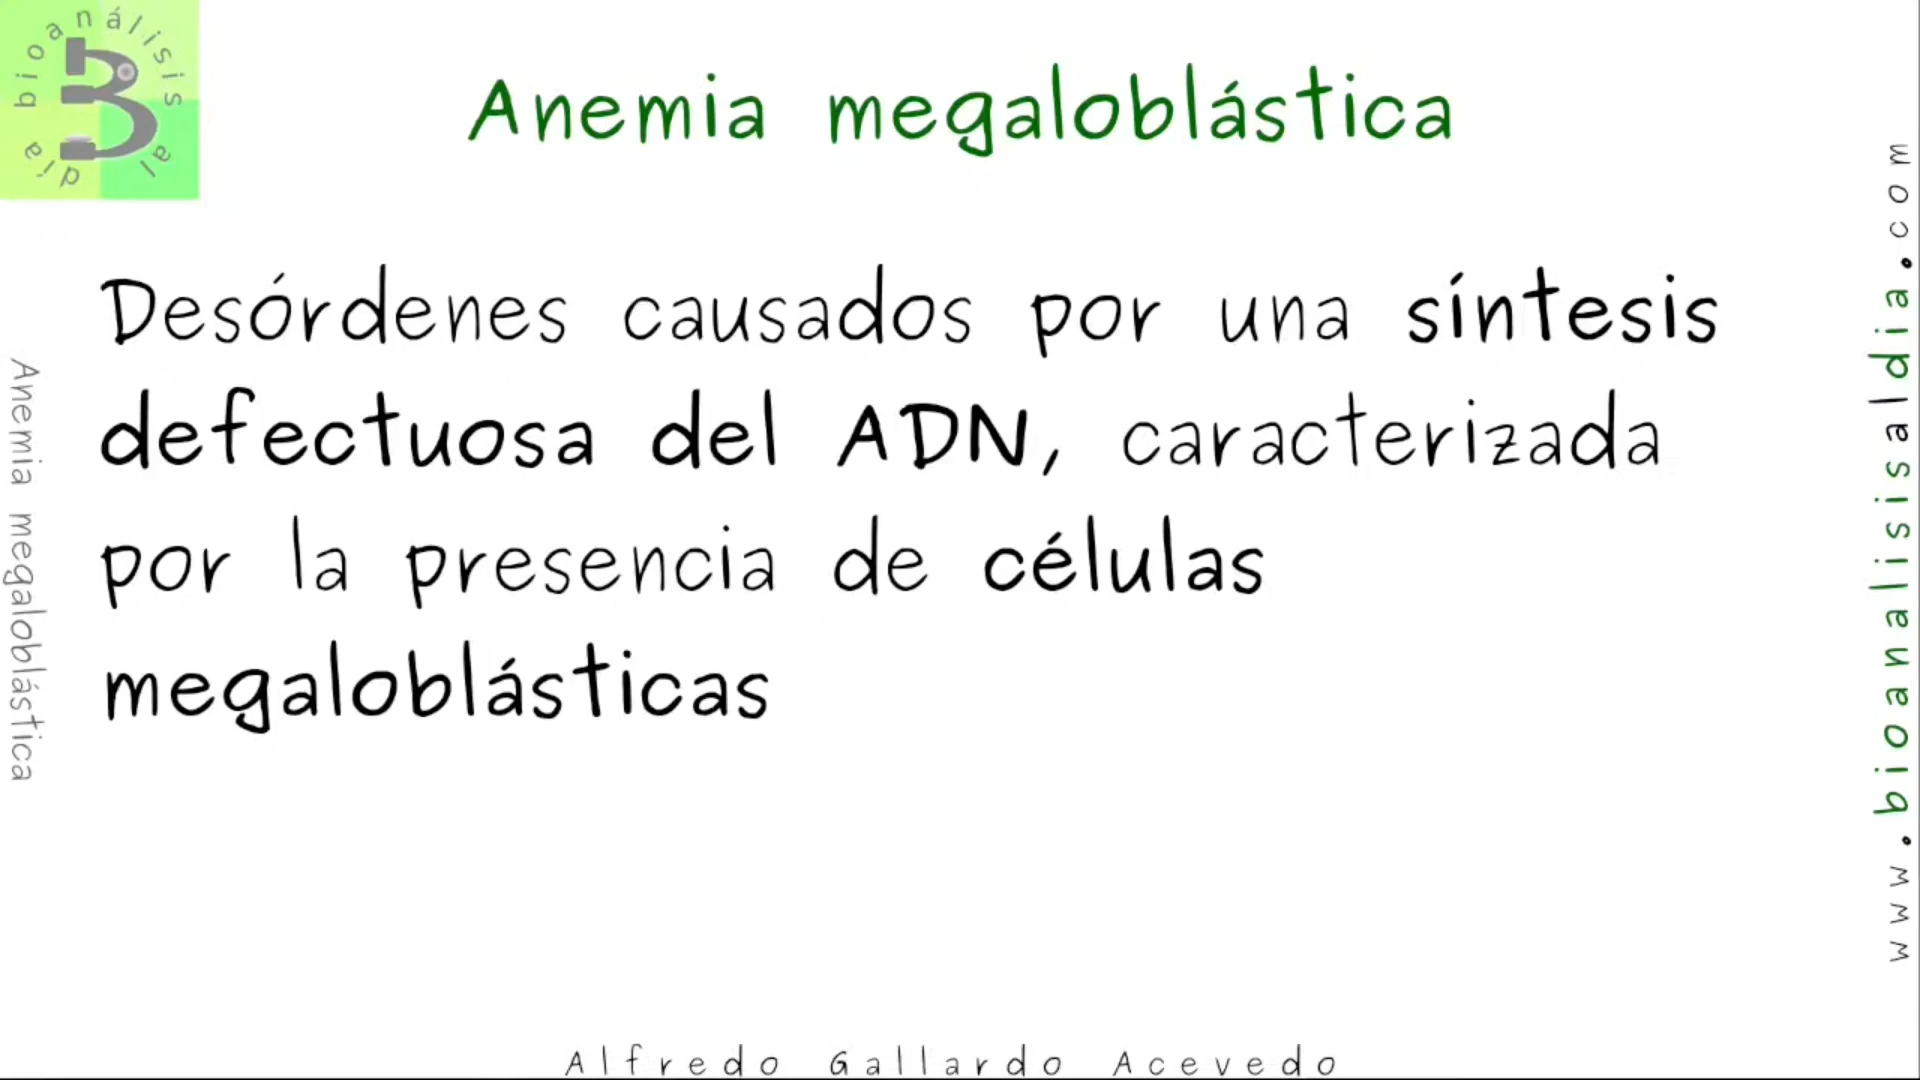 bioanálisis al día
Anemia megaloblástica
Desórdenes causados por una síntesis
defectuosa del ADN, caracterizada
por la presencia de células
megaloblásticas
Anemia megaloblástica
www.bioanalisisaldia.com
Alfredo Gallardo Acevedo